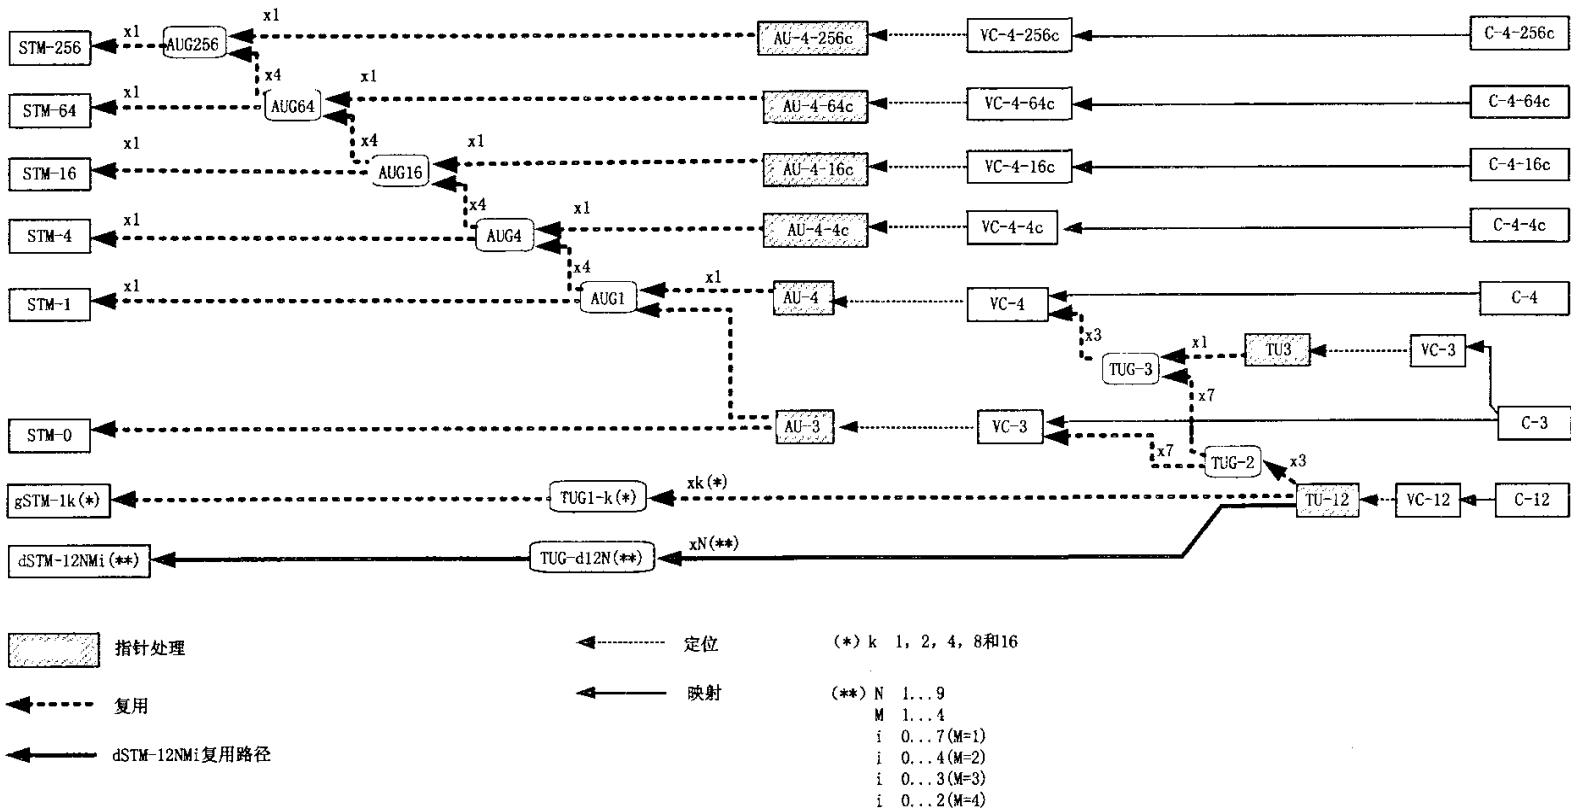 x1
STM-256
x1
AUG256
AU-4-256c
VC-4-256c
C-4-256c
x4
x1
x1
STM-64
AUG64
AU-4-64c
VC-4-64c
C-4-64c
x4
x1
x1
STM-16
AUG16
AU-4-16c
VC-4-16c
C-4-16c
x4
x1
x1
STM-4
AUG4
AU-4-4c
VC-4-4c
C-4-4c
x4
x1
x1
STM-1
AUG1
AU-4
VC-4
C-4
x3
x1
TUG-3
TU3
VC-3
x7
STM-0
AU-3
VC-3
C-3
x7
TUG-2
x3
gSTM-1k(*)
TUG1-k(*)
xk(*)
TU-12
VC-12
C-12
dSTM-12NMi(**)
TUG-d12N(**)
xN(**)
指针处理
定位
(*) k 1, 2, 4, 8和16
复用
映射
(**) N 1...9
M 1...4
i 0...7(M=1)
dSTM-12NMi复用路径
i 0...4(M=2)
i 0...3(M=3)
i 0...2(M=4)